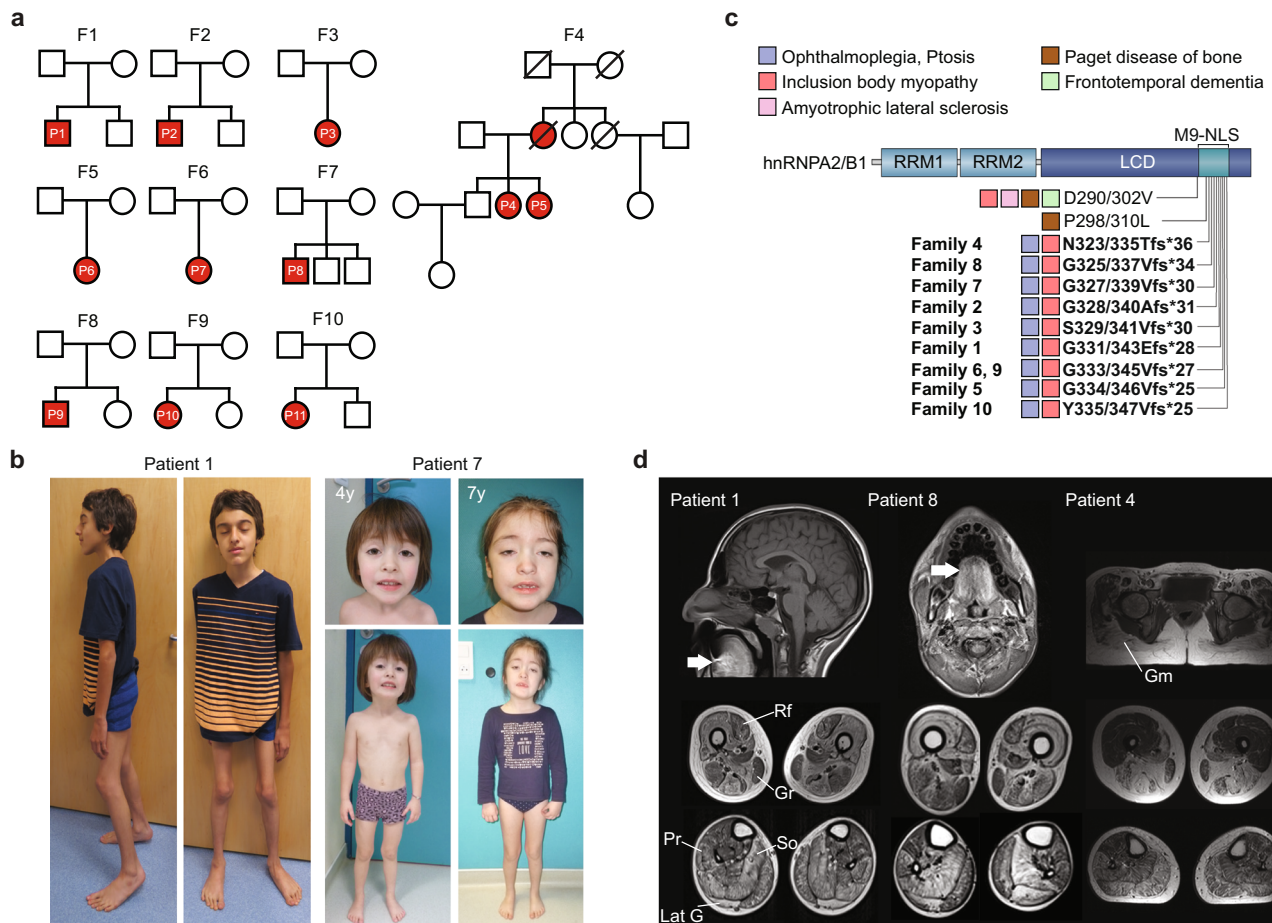 a
F1
F2
F3
F4
P1
P2
P3
F5
F6
F7
P4
P5
P6
P7
P8
F8
F9
F10
P9
P10
P11
b
Patient 1
Patient 7
4y
7y
c
Ophthalmoplegia, Ptosis
Inclusion body myopathy
Amyotrophic lateral sclerosis
Paget disease of bone
Frontotemporal dementia
M9-NLS
hnRNPA2/B1 RRM1 RRM2 LCD
D290/302V
P298/310L
Family 4 N323/335Tfs*36
Family 8 G325/337Vfs*34
Family 7 G327/339Vfs*30
Family 2 G328/340Afs*31
Family 3 S329/341Vfs*30
Family 1 G331/343Efs*28
Family 6, 9 G333/345Vfs*27
Family 5 G334/346Vfs*25
Family 10 Y335/347Vfs*25
d
Patient 1
Patient 8
Patient 4
Gm
Rf
Gr
Pr
So
Lat G